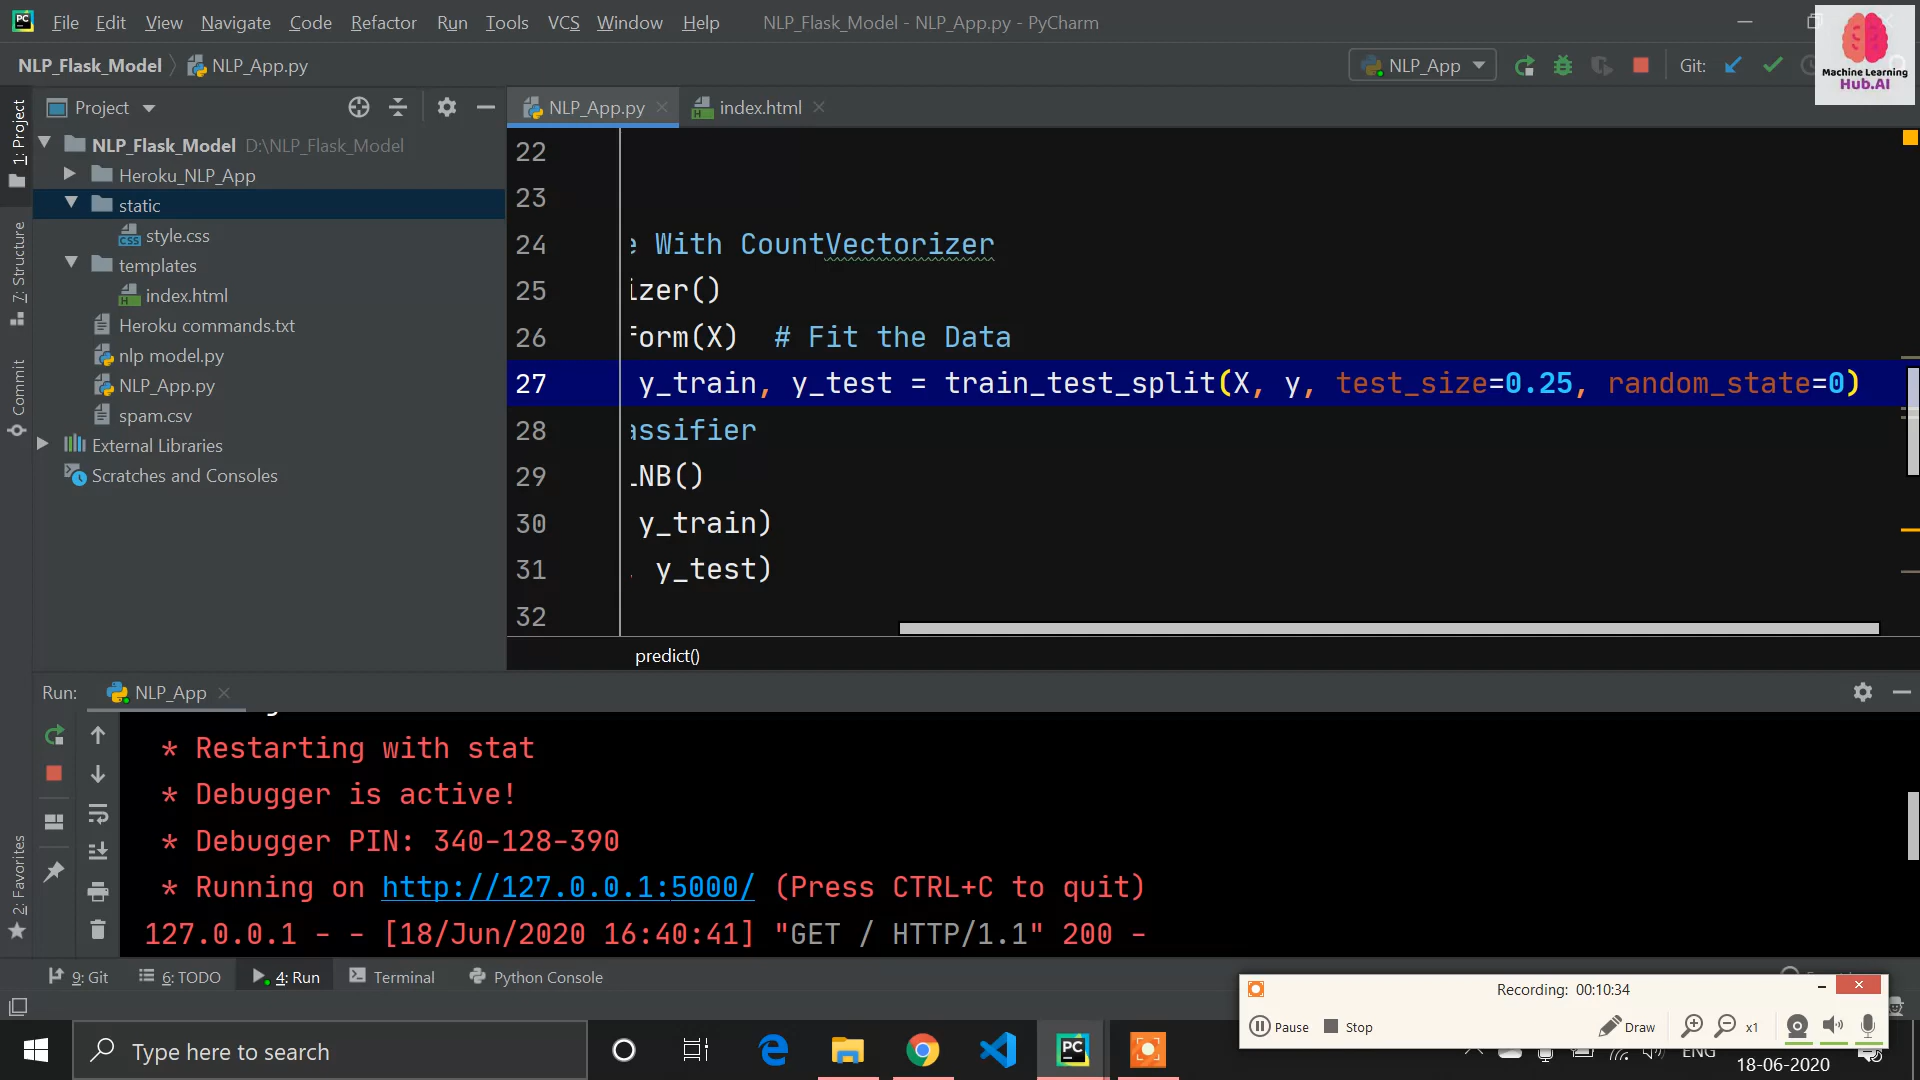 File Edit View Navigate Code Refactor Run Tools VCS Window Help NLP_Flask_Model - NLP_App.py - PyCharm
Machine Learning
Hub.AI
NLP_Flask_Model NLP_App.py NLP_App Git:
Project NLP_App.py index.html
1: Project
7: Structure
Commit
2: Favorites
NLP_Flask_Model D:\NLP_Flask_Model
Heroku_NLP_App
static
style.css
templates
index.html
Heroku commands.txt
nlp model.py
NLP_App.py
spam.csv
External Libraries
Scratches and Consoles
22
23
24 e With CountVectorizer
25 izer()
26 form(X) # Fit the Data
27 y_train, y_test = train_test_split(X, y, test_size=0.25, random_state=0)
28 assifier
29 _NB()
30 y_train)
31 , y_test)
32
predict()
Run: NLP_App
* Restarting with stat
* Debugger is active!
* Debugger PIN: 340-128-390
* Running on http://127.0.0.1:5000/ (Press CTRL+C to quit)
127.0.0.1 - - [18/Jun/2020 16:40:41] "GET / HTTP/1.1" 200 -
9: Git 6: TODO 4: Run Terminal Python Console
Recording: 00:10:34
Pause Stop Draw x1
Type here to search
ENG
18-06-2020